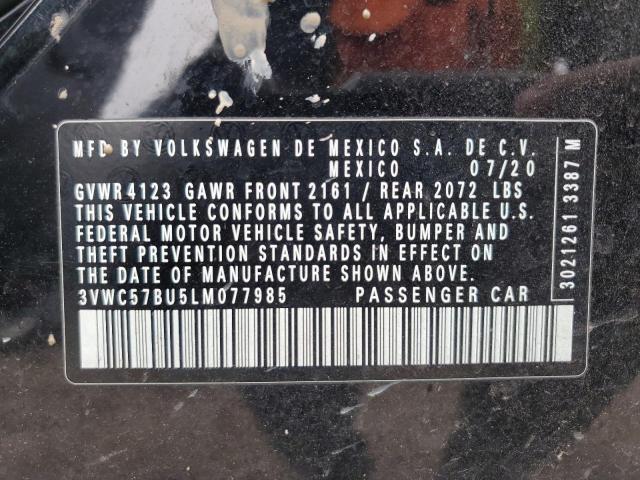 MFD BY VOLKSWAGEN DE MEXICO S.A. DE C.V.
MEXICO 07/20
GVWR 4123 GAWR FRONT 2161 / REAR 2072 LBS
THIS VEHICLE CONFORMS TO ALL APPLICABLE U.S.
FEDERAL MOTOR VEHICLE SAFETY, BUMPER AND
THEFT PREVENTION STANDARDS IN EFFECT ON
THE DATE OF MANUFACTURE SHOWN ABOVE.
3VWC57BU5LM077985 PASSENGER CAR
3021261 3387 M